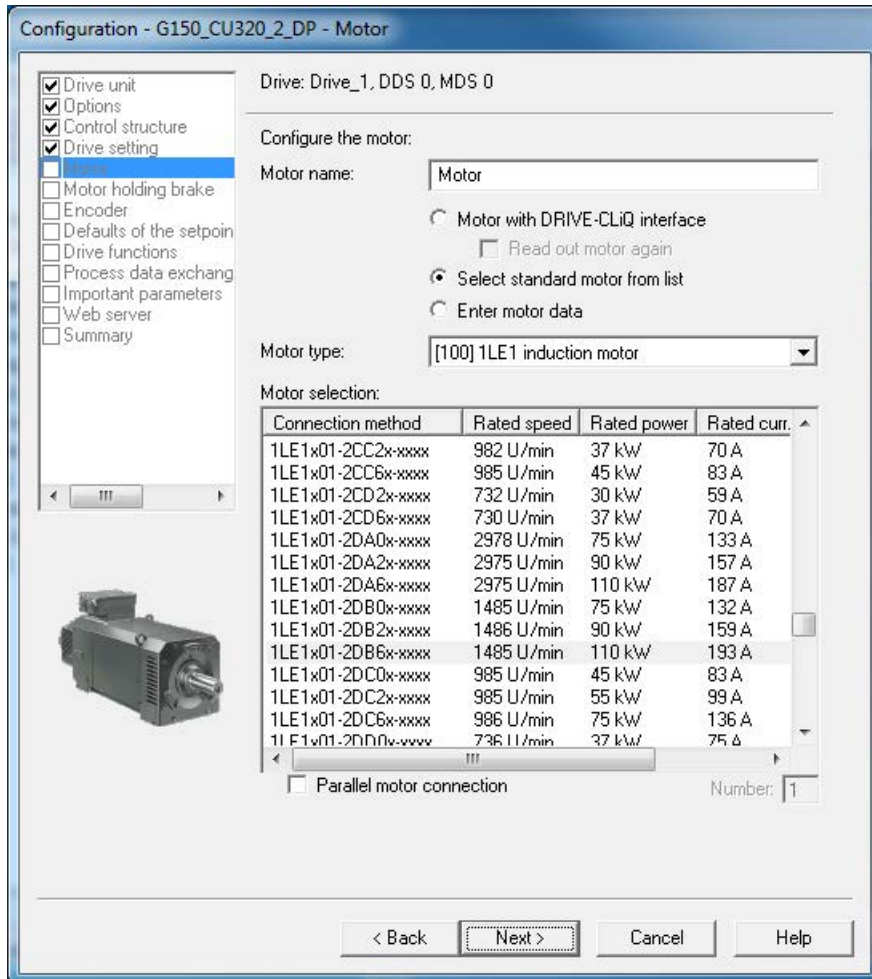 Configuration - G150_CU320_2_DP - Motor
Drive unit
Options
Control structure
Drive setting
Motor holding brake
Encoder
Defaults of the setpoin
Drive functions
Process data exchang
Important parameters
Web server
Summary
Drive: Drive_1, DDS 0, MDS 0
Configure the motor:
Motor name: Motor
Motor with DRIVE-CLiQ interface
Read out motor again
Select standard motor from list
Enter motor data
Motor type: [100] 1LE1 induction motor
Motor selection:
Connection method Rated speed Rated power Rated curr.
1LE1x01-2CC2x-xxxx 982 U/min 37 kW 70 A
1LE1x01-2CC6x-xxxx 985 U/min 45 kW 83 A
1LE1x01-2CD2x-xxxx 732 U/min 30 kW 59 A
1LE1x01-2CD6x-xxxx 730 U/min 37 kW 70 A
1LE1x01-2DA0x-xxxx 2978 U/min 75 kW 133 A
1LE1x01-2DA2x-xxxx 2975 U/min 90 kW 157 A
1LE1x01-2DA6x-xxxx 2975 U/min 110 kW 187 A
1LE1x01-2DB0x-xxxx 1485 U/min 75 kW 132 A
1LE1x01-2DB2x-xxxx 1486 U/min 90 kW 159 A
1LE1x01-2DB6x-xxxx 1485 U/min 110 kW 193 A
1LE1x01-2DC0x-xxxx 985 U/min 45 kW 83 A
1LE1x01-2DC2x-xxxx 985 U/min 55 kW 99 A
1LE1x01-2DC6x-xxxx 986 U/min 75 kW 136 A
1LE1x01-2DD0x-xxxx 736 U/min 37 kW 75 A
Parallel motor connection
Number: 1
< Back Next > Cancel Help